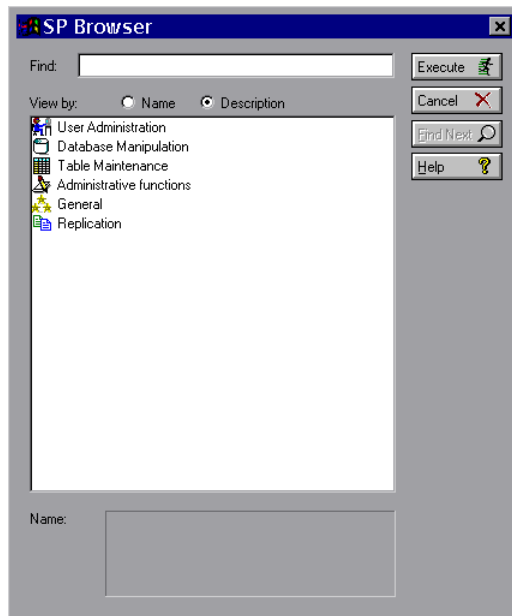 SP Browser
Find:
Execute
View by: Name Description
Cancel
User Administration
Database Manipulation
Find Next
Table Maintenance
Help
Administrative functions
General
Replication
Name: